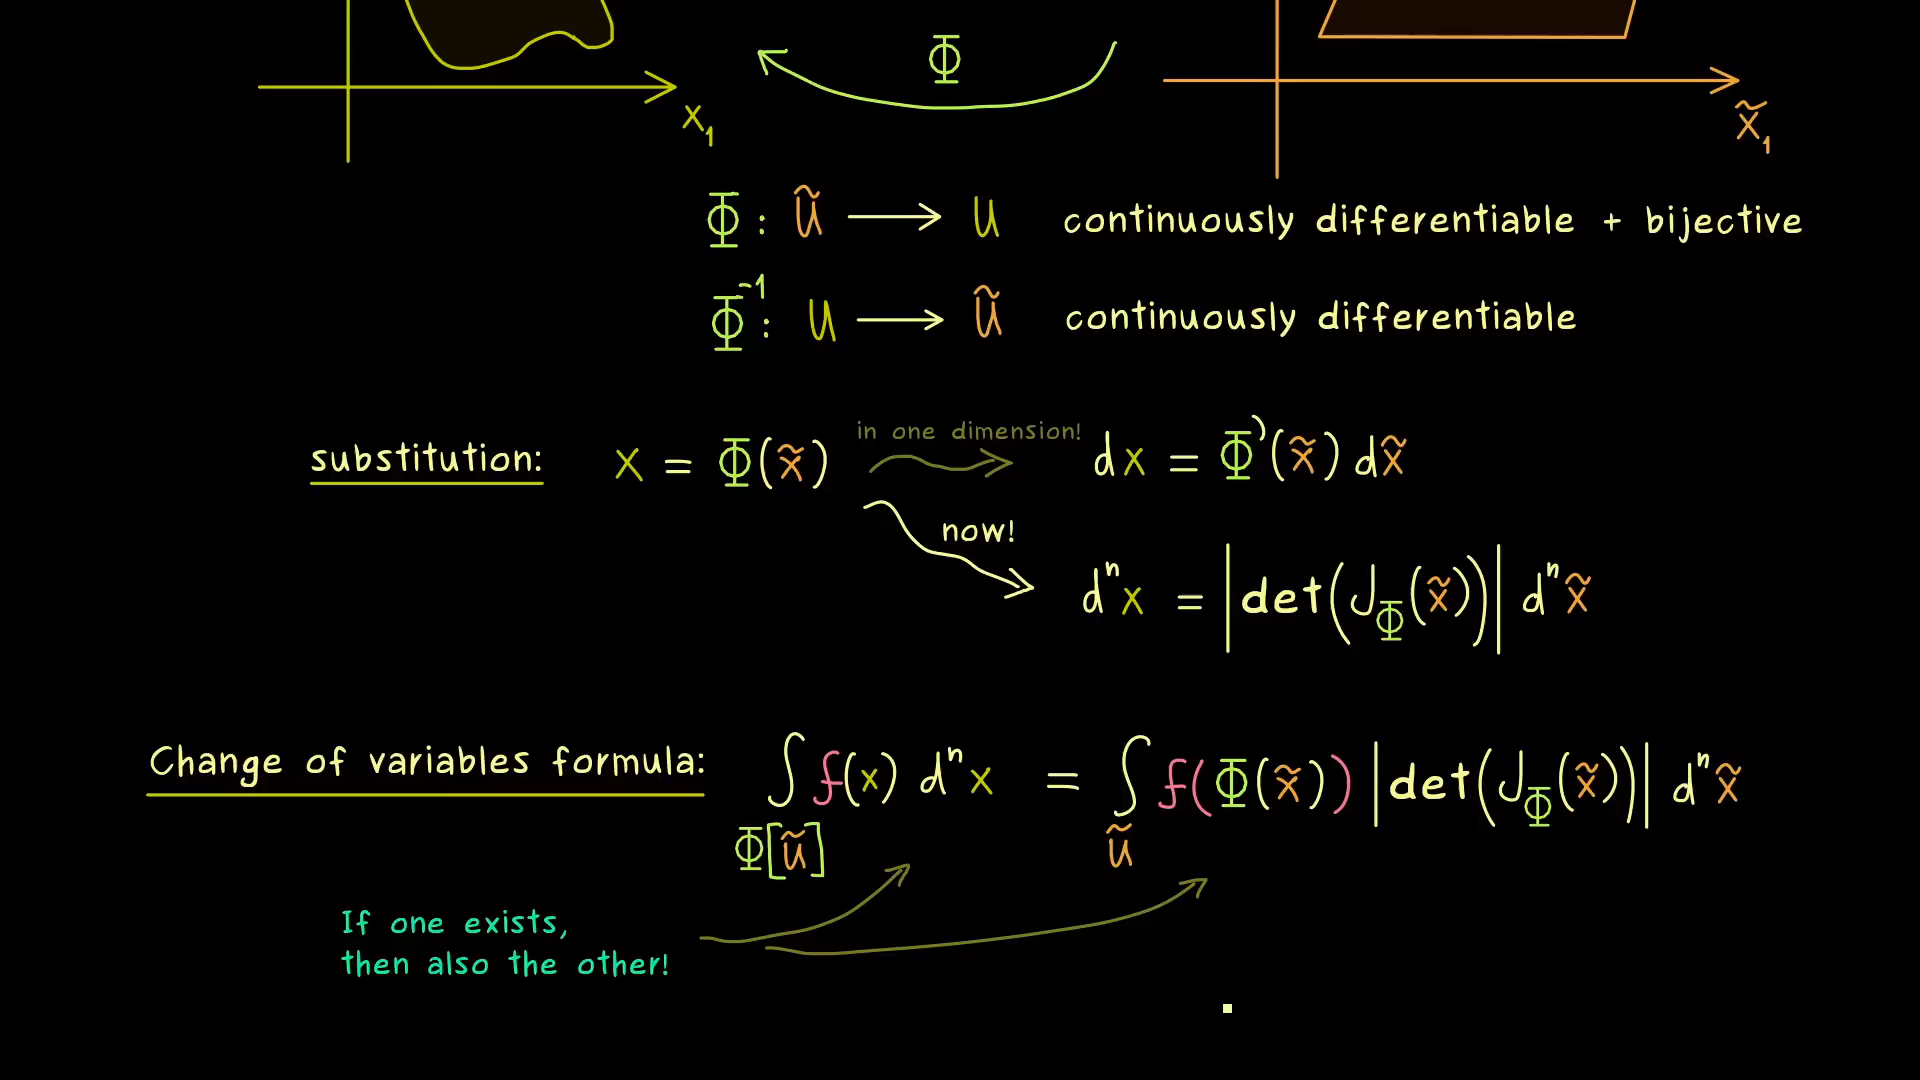 Φ
x₁
x̃₁
Φ : Ũ ⟶ U continuously differentiable + bijective
Φ⁻¹ : U ⟶ Ũ continuously differentiable
in one dimension!
substitution: x = Φ(x̃) dx = Φ'(x̃) dx̃
now!
dⁿx = |det(J_Φ(x̃))| dⁿx̃
Change of variables formula: ∫_{Φ[Ũ]} f(x) dⁿx = ∫_Ũ f(Φ(x̃)) |det(J_Φ(x̃))| dⁿx̃
If one exists,
then also the other!